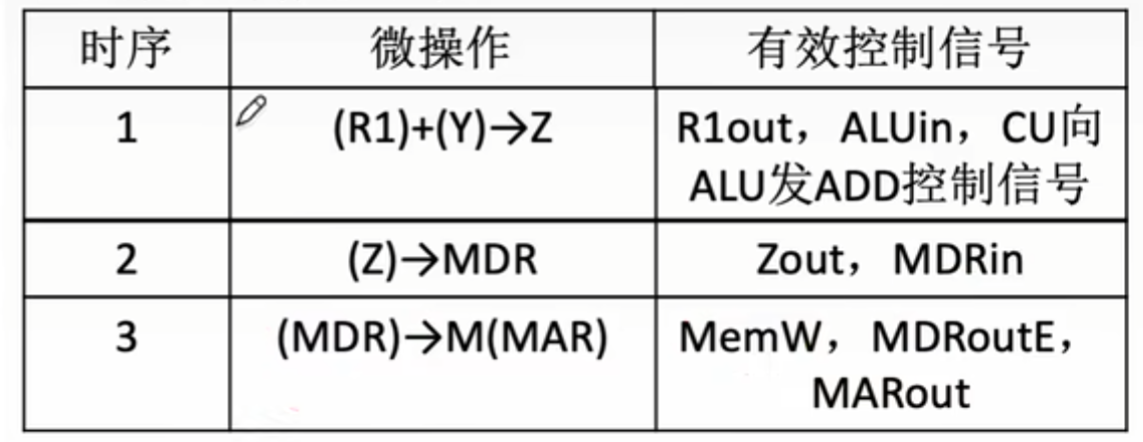 时序 微操作 有效控制信号
1 (R1)+(Y)→Z R1out，ALUin，CU向
ALU发ADD控制信号
2 (Z)→MDR Zout，MDRin
3 (MDR)→M(MAR) MemW，MDRoutE，
MARout